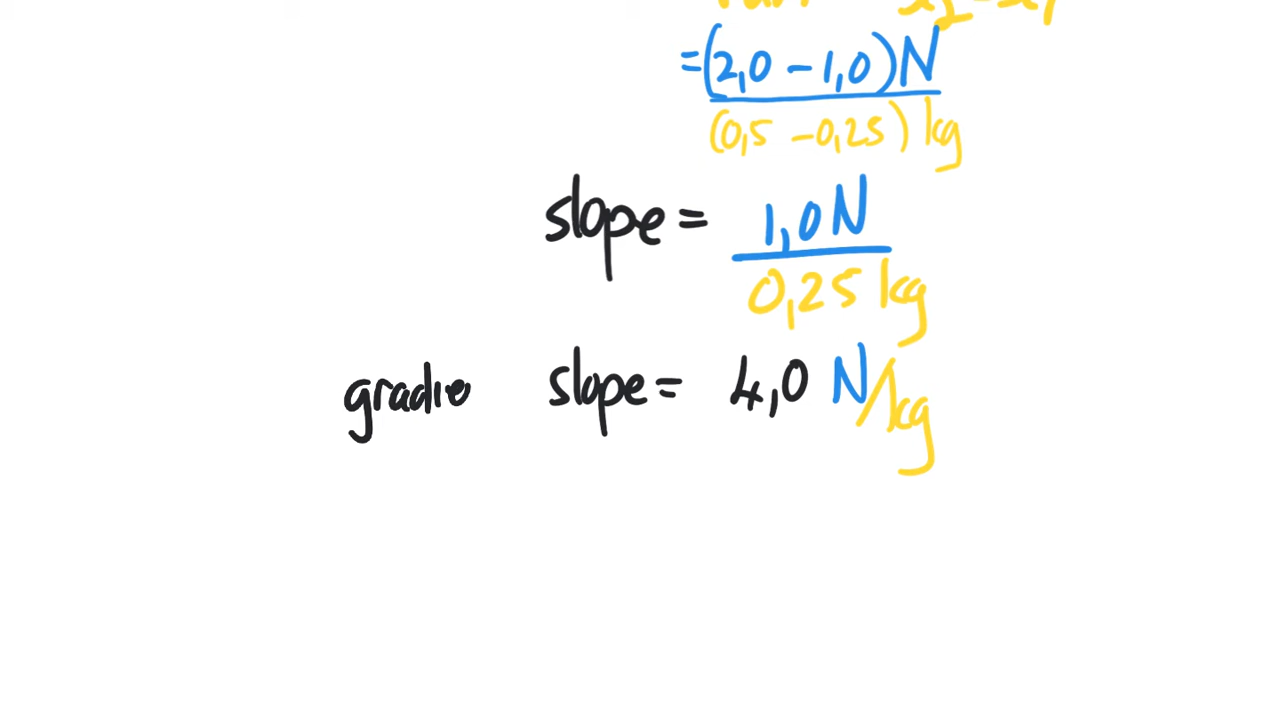 =(2,0 - 1,0) N
(0,5 - 0,25) kg
slope = 1,0 N
0,25 kg
gradie slope = 4,0 N/kg